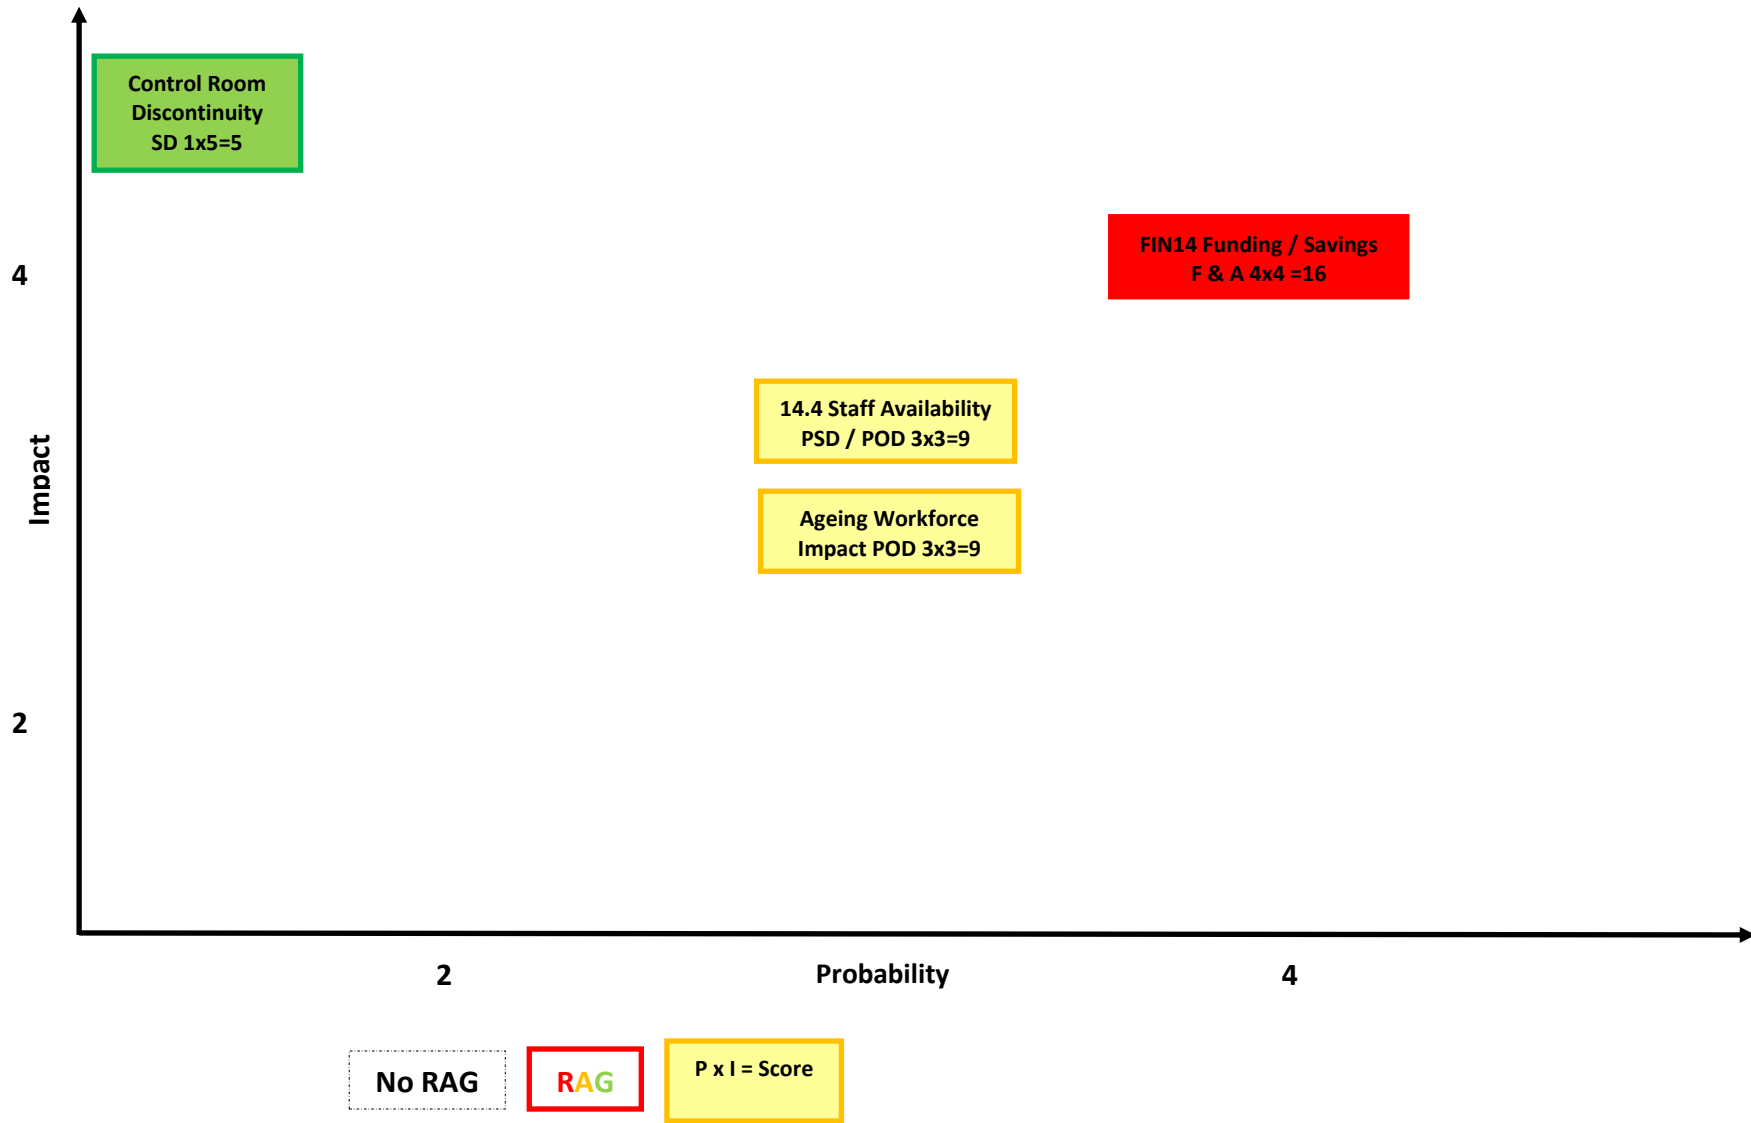 Control Room
Discontinuity
SD 1x5=5
FIN14 Funding / Savings
F & A 4x4 =16
4
14.4 Staff Availability
PSD / POD 3x3=9
Impact
Ageing Workforce
Impact POD 3x3=9
2
2
Probability
4
No RAG
RAG
P x I = Score